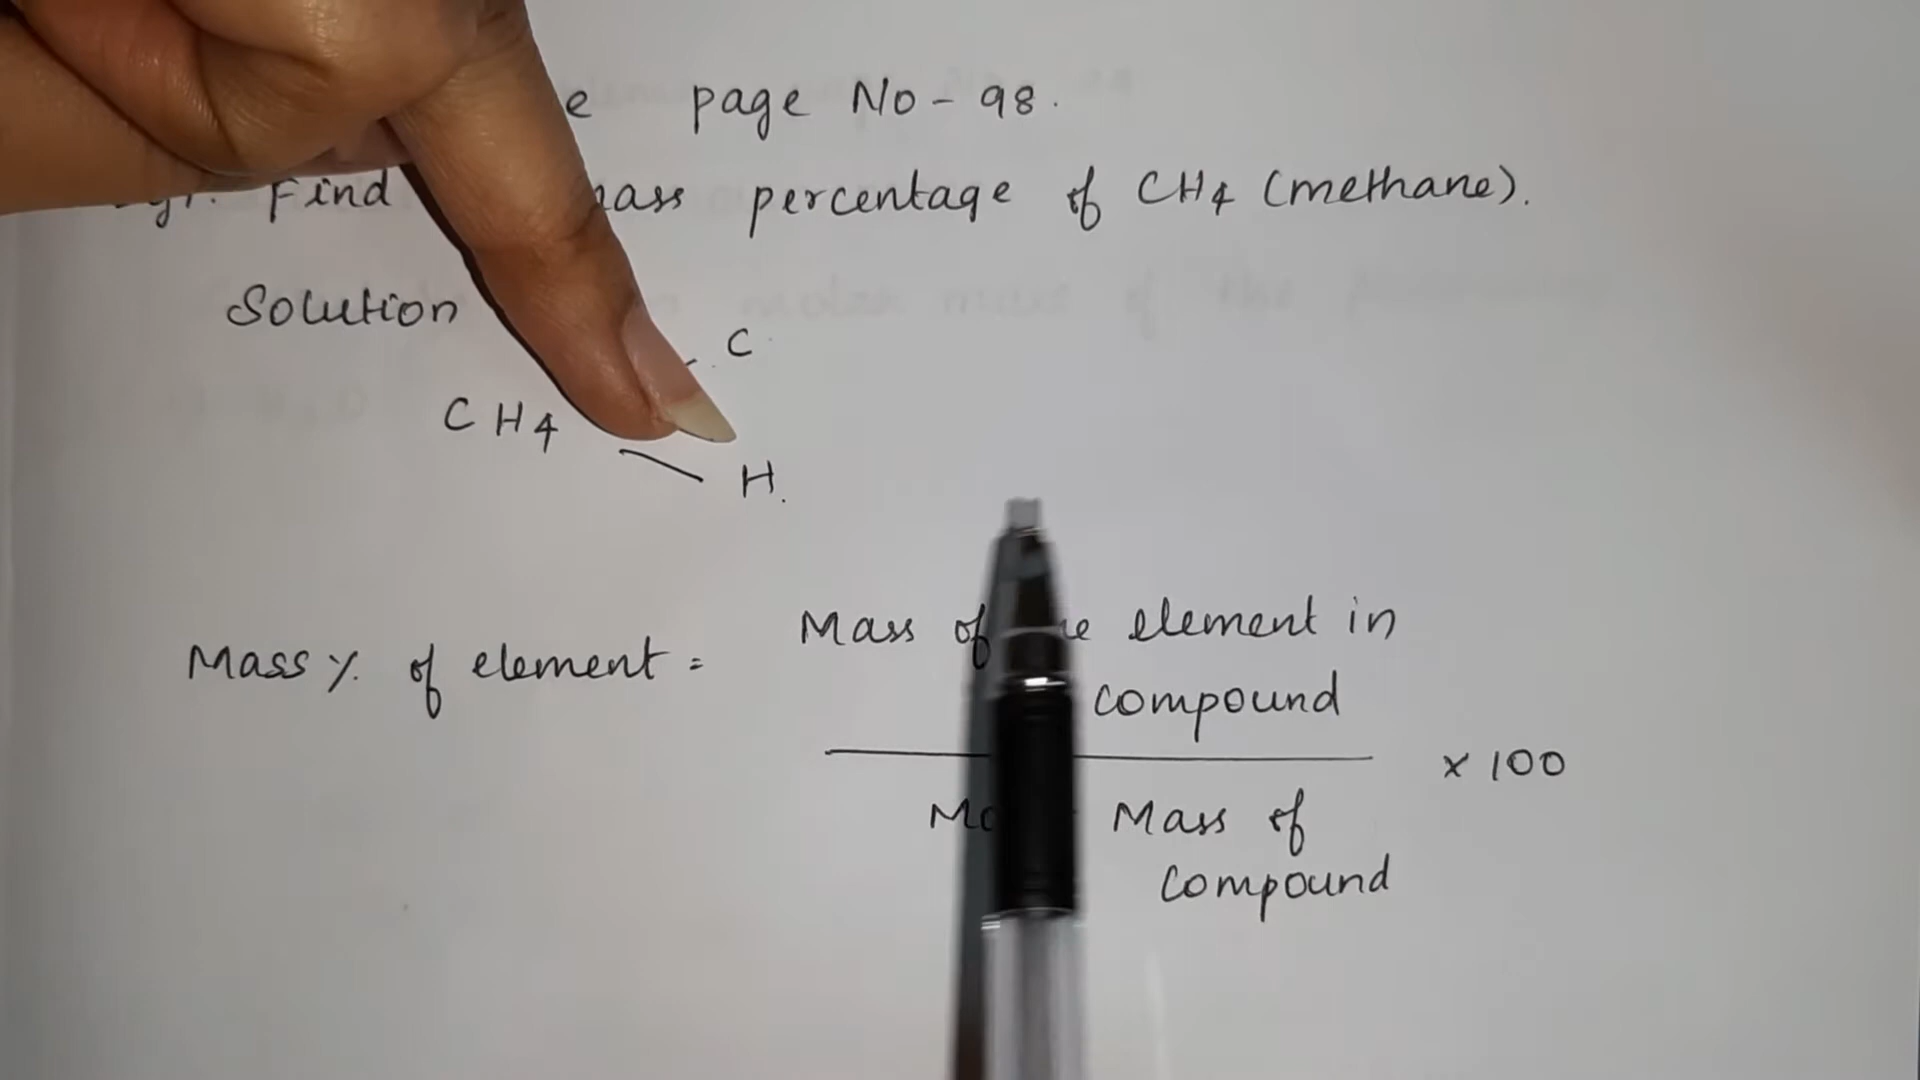 page No - 98.
Find mass percentage of CH4 (methane).
Solution
C
CH4
H.
Mass of element in
Mass % of element =
compound
x 100
Mass of
compound